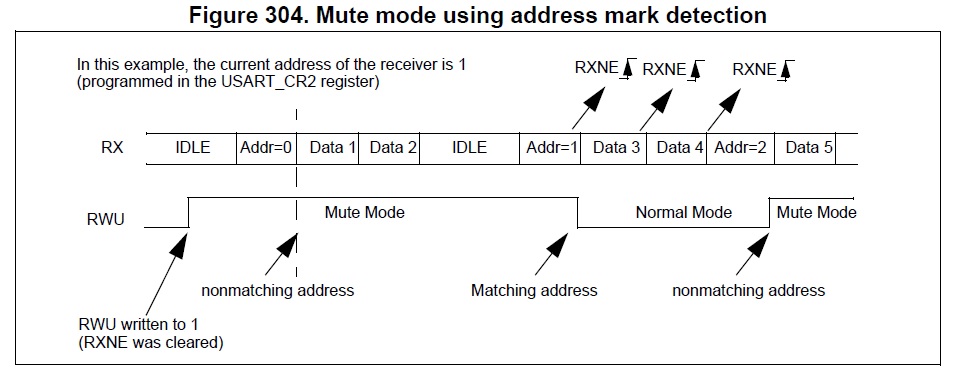 Figure 304. Mute mode using address mark detection
In this example, the current address of the receiver is 1
(programmed in the USART_CR2 register)
RXNE RXNE RXNE
RX IDLE Addr=0 Data 1 Data 2 IDLE Addr=1 Data 3 Data 4 Addr=2 Data 5
RWU Mute Mode Normal Mode Mute Mode
nonmatching address Matching address nonmatching address
RWU written to 1
(RXNE was cleared)